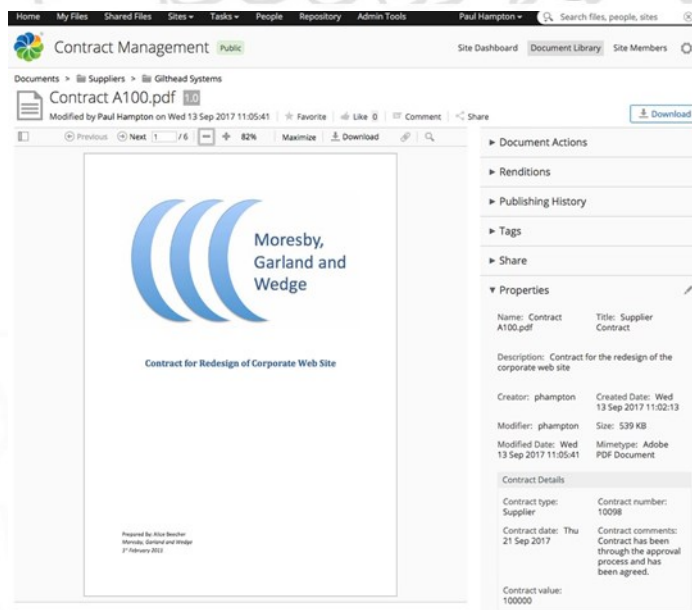 Home My Files Shared Files Sites Tasks People Repository Admin Tools Paul Hampton Search files, people, sites
Contract Management Public Site Dashboard Document Library Site Members
Documents > Suppliers > Gilthead Systems
Contract A100.pdf 1.0
Modified by Paul Hampton on Wed 13 Sep 2017 11:05:41 Favorite Like 0 Comment Share
Download
Previous Next 1 / 6 82% Maximize Download
Moresby,
Garland and
Wedge
Contract for Redesign of Corporate Web Site
Prepared By: Alice Beecher
Moresby, Garland and Wedge
1st February 2015
Document Actions
Renditions
Publishing History
Tags
Share
Properties
Name: Contract
A100.pdf
Title: Supplier
Contract
Description: Contract for the redesign of the
corporate web site
Creator: phampton
Created Date: Wed
13 Sep 2017 11:02:13
Modifier: phampton
Size: 539 KB
Modified Date: Wed
13 Sep 2017 11:05:41
Mimetype: Adobe
PDF Document
Contract Details
Contract type:
Supplier
Contract number:
10098
Contract date: Thu
21 Sep 2017
Contract comments:
Contract has been
through the approval
process and has
been agreed.
Contract value:
100000